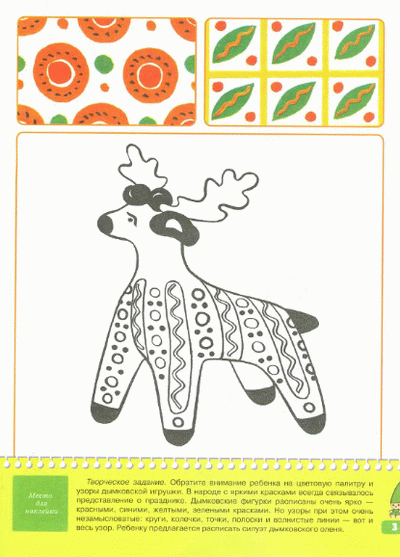 Творческое задание. Обратите внимание ребенка на цветовую палитру и
узоры дымковской игрушки. В народе с яркими красками всегда связывалось
представление о празднике. Дымковские фигурки расписаны очень ярко —
красными, синими, желтыми, зелеными красками. Но узоры при этом очень
незамысловатые: круги, колечки, точки, полоски и волнистые линии — вот и
весь узор. Ребенку предлагается расписать силуэт дымковского оленя.
Место
для
наклейки
3